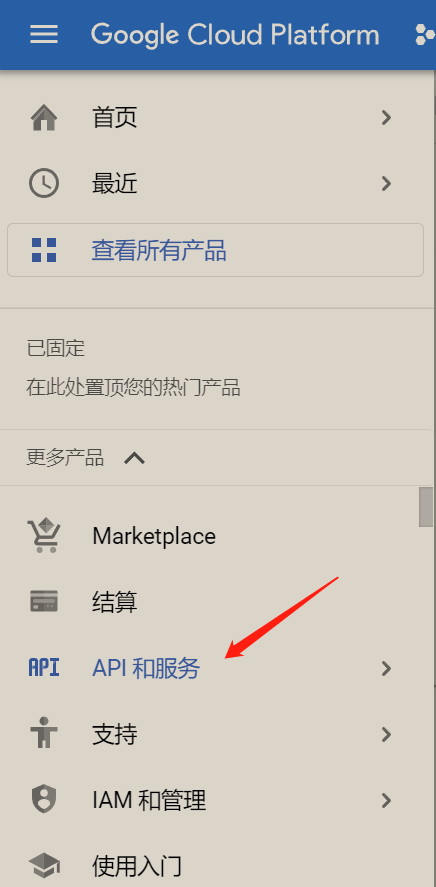 Google Cloud Platform
首页
最近
查看所有产品
已固定
在此处置顶您的热门产品
更多产品
Marketplace
结算
API API 和服务
支持
IAM 和管理
使用入门